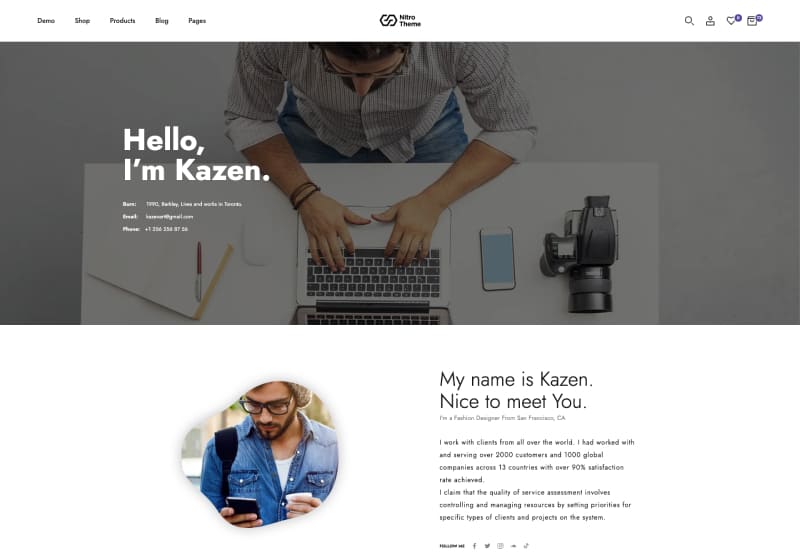 Demo Shop Products Blog Pages
Nitro
Theme
0
13
Hello,
I'm Kazen.
Born: 1990, Berkley, Lives and works in Toronto.
Email: kazenart@gmail.com
Phone: +1 256 256 87 56
My name is Kazen.
Nice to meet You.
I'm a Fashion Designer From San Francisco, CA
I work with clients from all over the world. I had worked with
and serving over 2000 customers and 1000 global
companies across 13 countries with over 90% satisfaction
rate achieved.
I claim that the quality of service assessment involves
controlling and managing resources by setting priorities for
specific types of clients and projects on the system.
FOLLOW ME